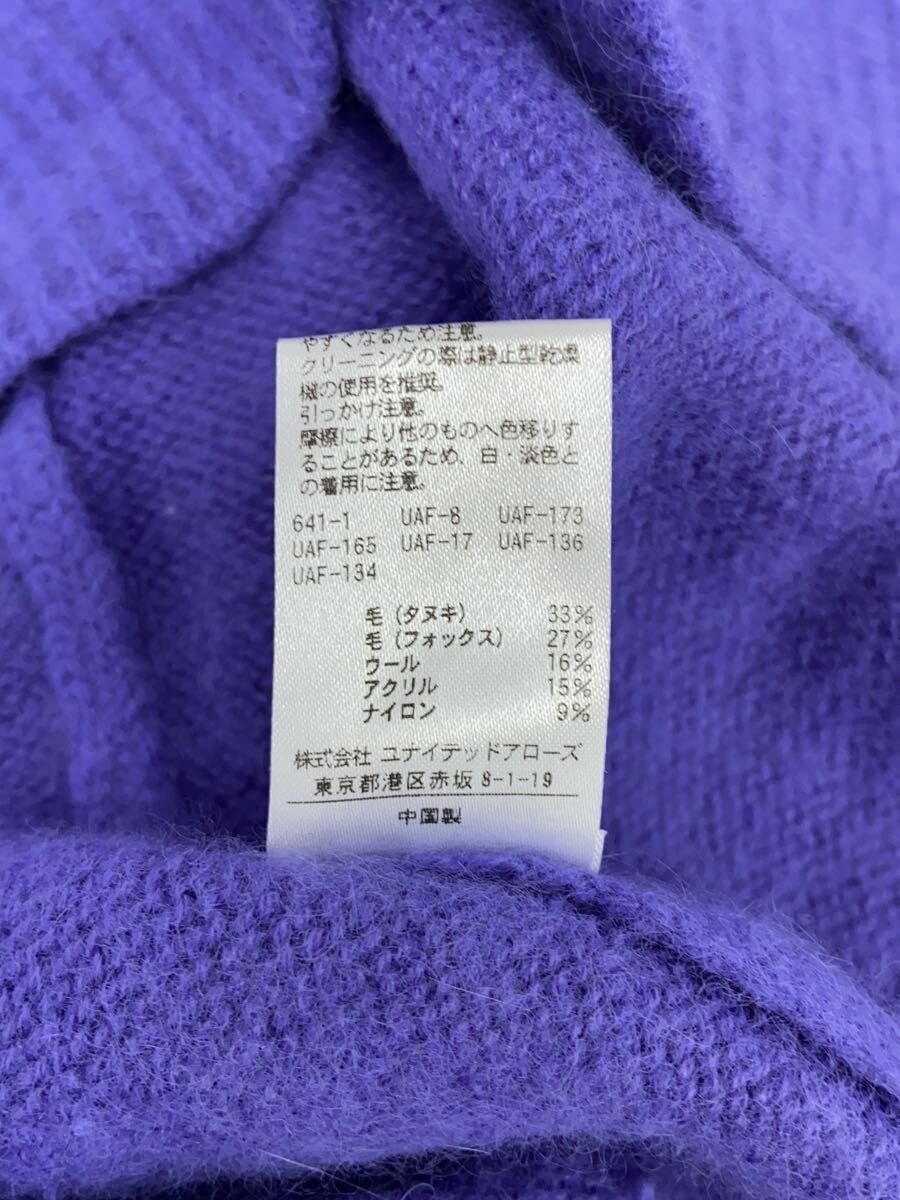 やすくなるため注意。
クリーニングの際は静止型乾燥
機の使用を推奨。
引っかけ注意。
摩擦により他のものへ色移りす
ることがあるため、白・淡色と
の着用に注意。
641-1 UAF-8 UAF-173
UAF-165 UAF-17 UAF-136
UAF-134
毛(タヌキ) 33%
毛(フォックス) 27%
ウール 16%
アクリル 15%
ナイロン 9%
株式会社 ユナイテッドアローズ
東京都港区赤坂 8-1-19
中国製